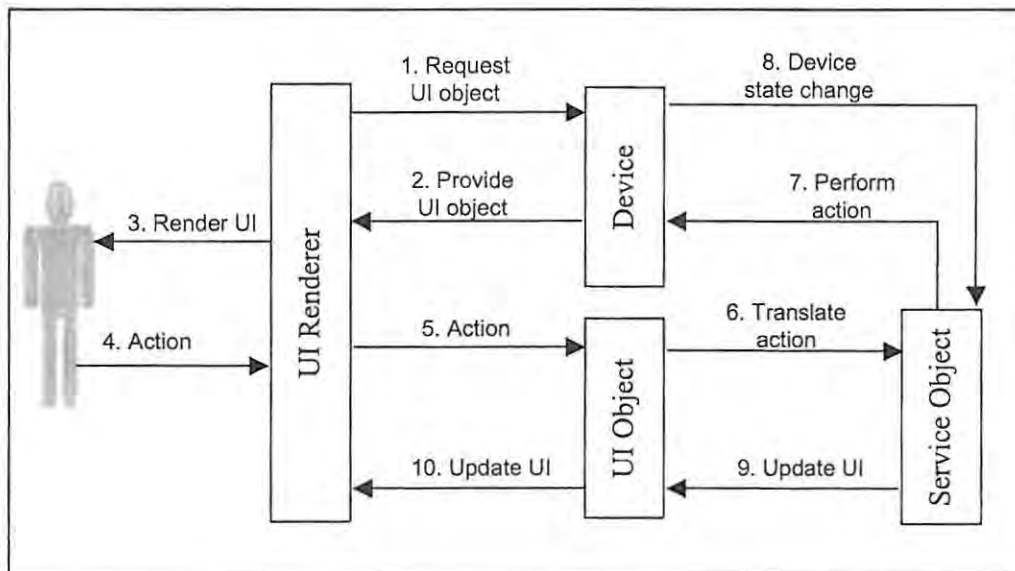 1. Request
UI object
8. Device
state change
2. Provide
UI object
7. Perform
action
3. Render UI
4. Action
5. Action
6. Translate
action
10. Update UI
9. Update UI
UI Renderer
Device
UI Object
Service Object